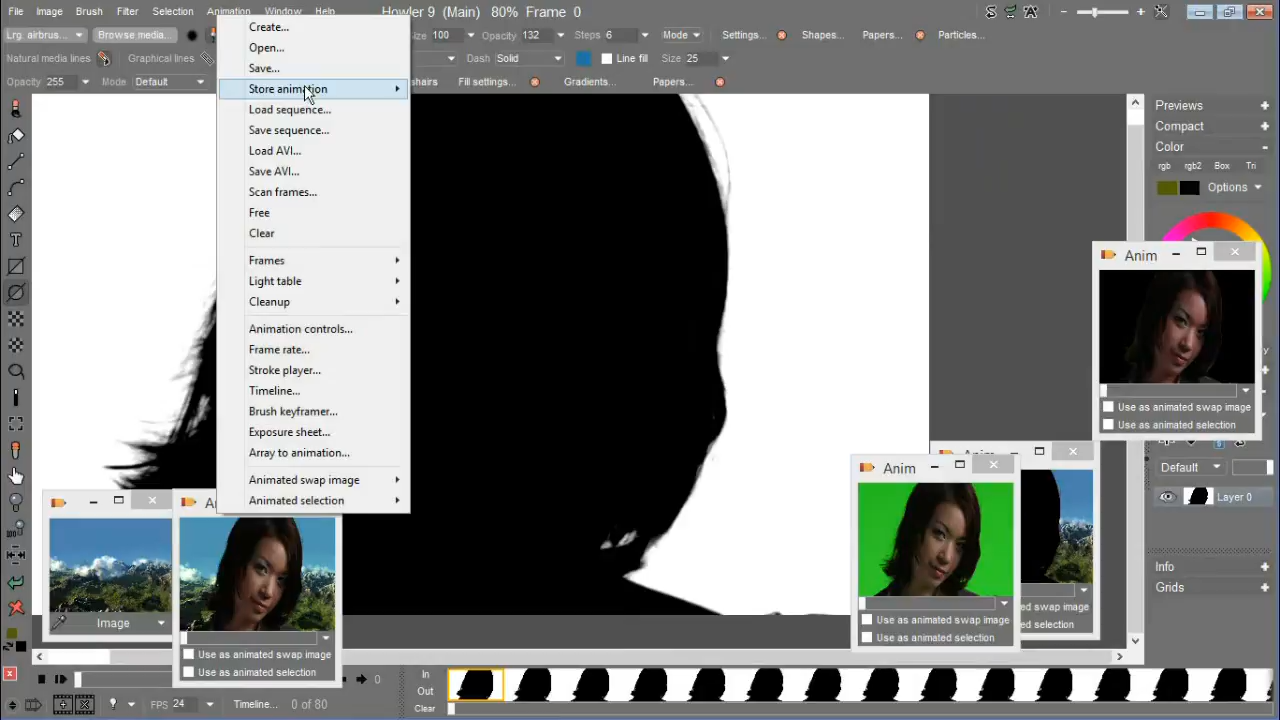 File Image Brush Filter Selection Animation Window Help Howler 9 (Main) 80% Frame 0
Lrg. airbrus... Browse media... Size 100 Opacity 132 Steps 6 Mode Settings... Shapes... Papers... Particles...
Natural media lines Graphical lines Dash Solid Line fill Size 25
Opacity 255 Mode Default Fill settings... Gradients... Papers...
Create...
Open...
Save...
Store animation
Load sequence...
Save sequence...
Load AVI...
Save AVI...
Scan frames...
Free
Clear
Frames
Light table
Cleanup
Animation controls...
Frame rate...
Stroke player...
Timeline...
Brush keyframer...
Exposure sheet...
Array to animation...
Animated swap image
Animated selection
Previews
Compact
Color
rgb rgb2 Box Tri
Options
Anim
Use as animated swap image
Use as animated selection
Default
Layer 0
Info
Grids
Anim
Use as animated swap image
Use as animated selection
Image
Use as animated swap image
Use as animated selection
0
In
Out
Clear
FPS 24 Timeline... 0 of 80